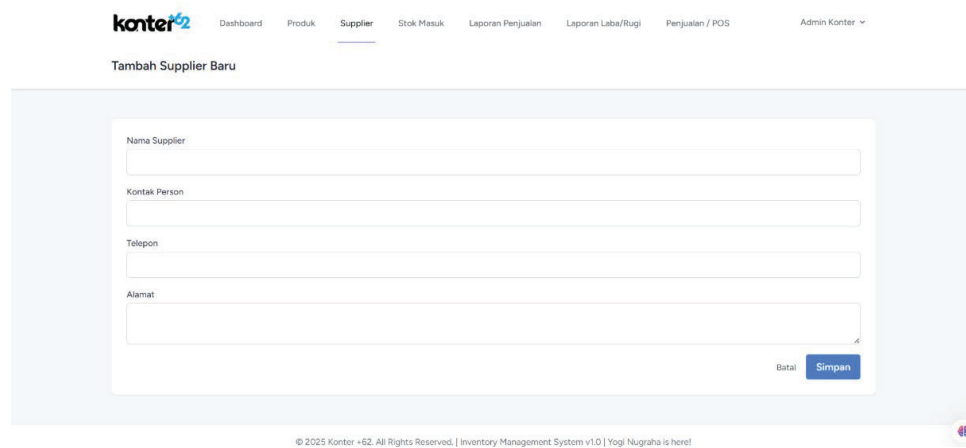 konter+62
Dashboard Produk Supplier Stok Masuk Laporan Penjualan Laporan Laba/Rugi Penjualan / POS Admin Konter
Tambah Supplier Baru
Nama Supplier
Kontak Person
Telepon
Alamat
Batal Simpan
© 2025 Konter +62. All Rights Reserved. | Inventory Management System v1.0 | Yogi Nugraha is here!